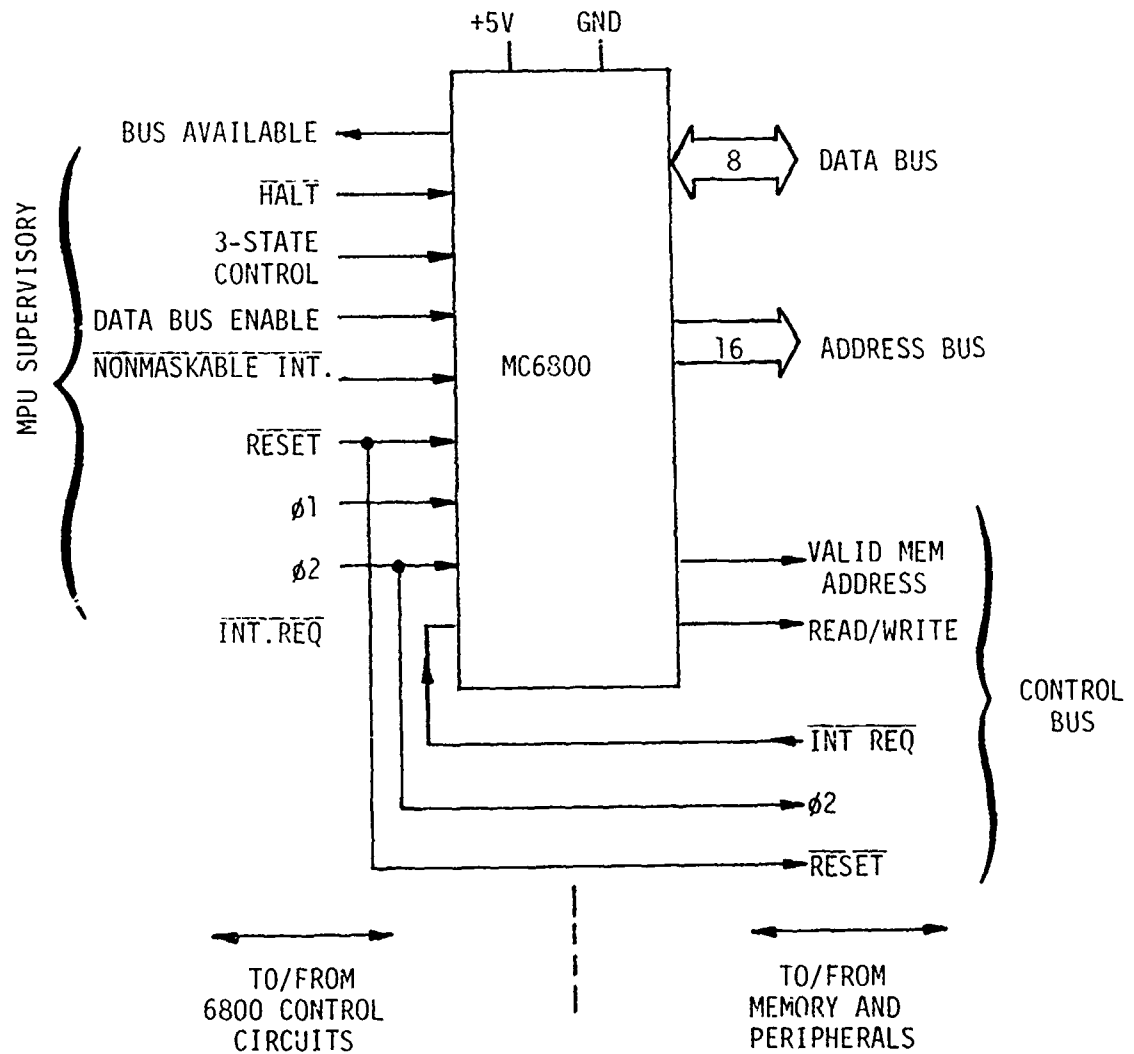 +5V GND
BUS AVAILABLE
HALT
3-STATE
CONTROL
DATA BUS ENABLE
NONMASKABLE INT.
RESET
ø1
ø2
INT.REQ
MPU SUPERVISORY
MC6800
8
DATA BUS
16
ADDRESS BUS
VALID MEM
ADDRESS
READ/WRITE
INT REQ
ø2
RESET
CONTROL
BUS
TO/FROM
6800 CONTROL
CIRCUITS
TO/FROM
MEMORY AND
PERIPHERALS